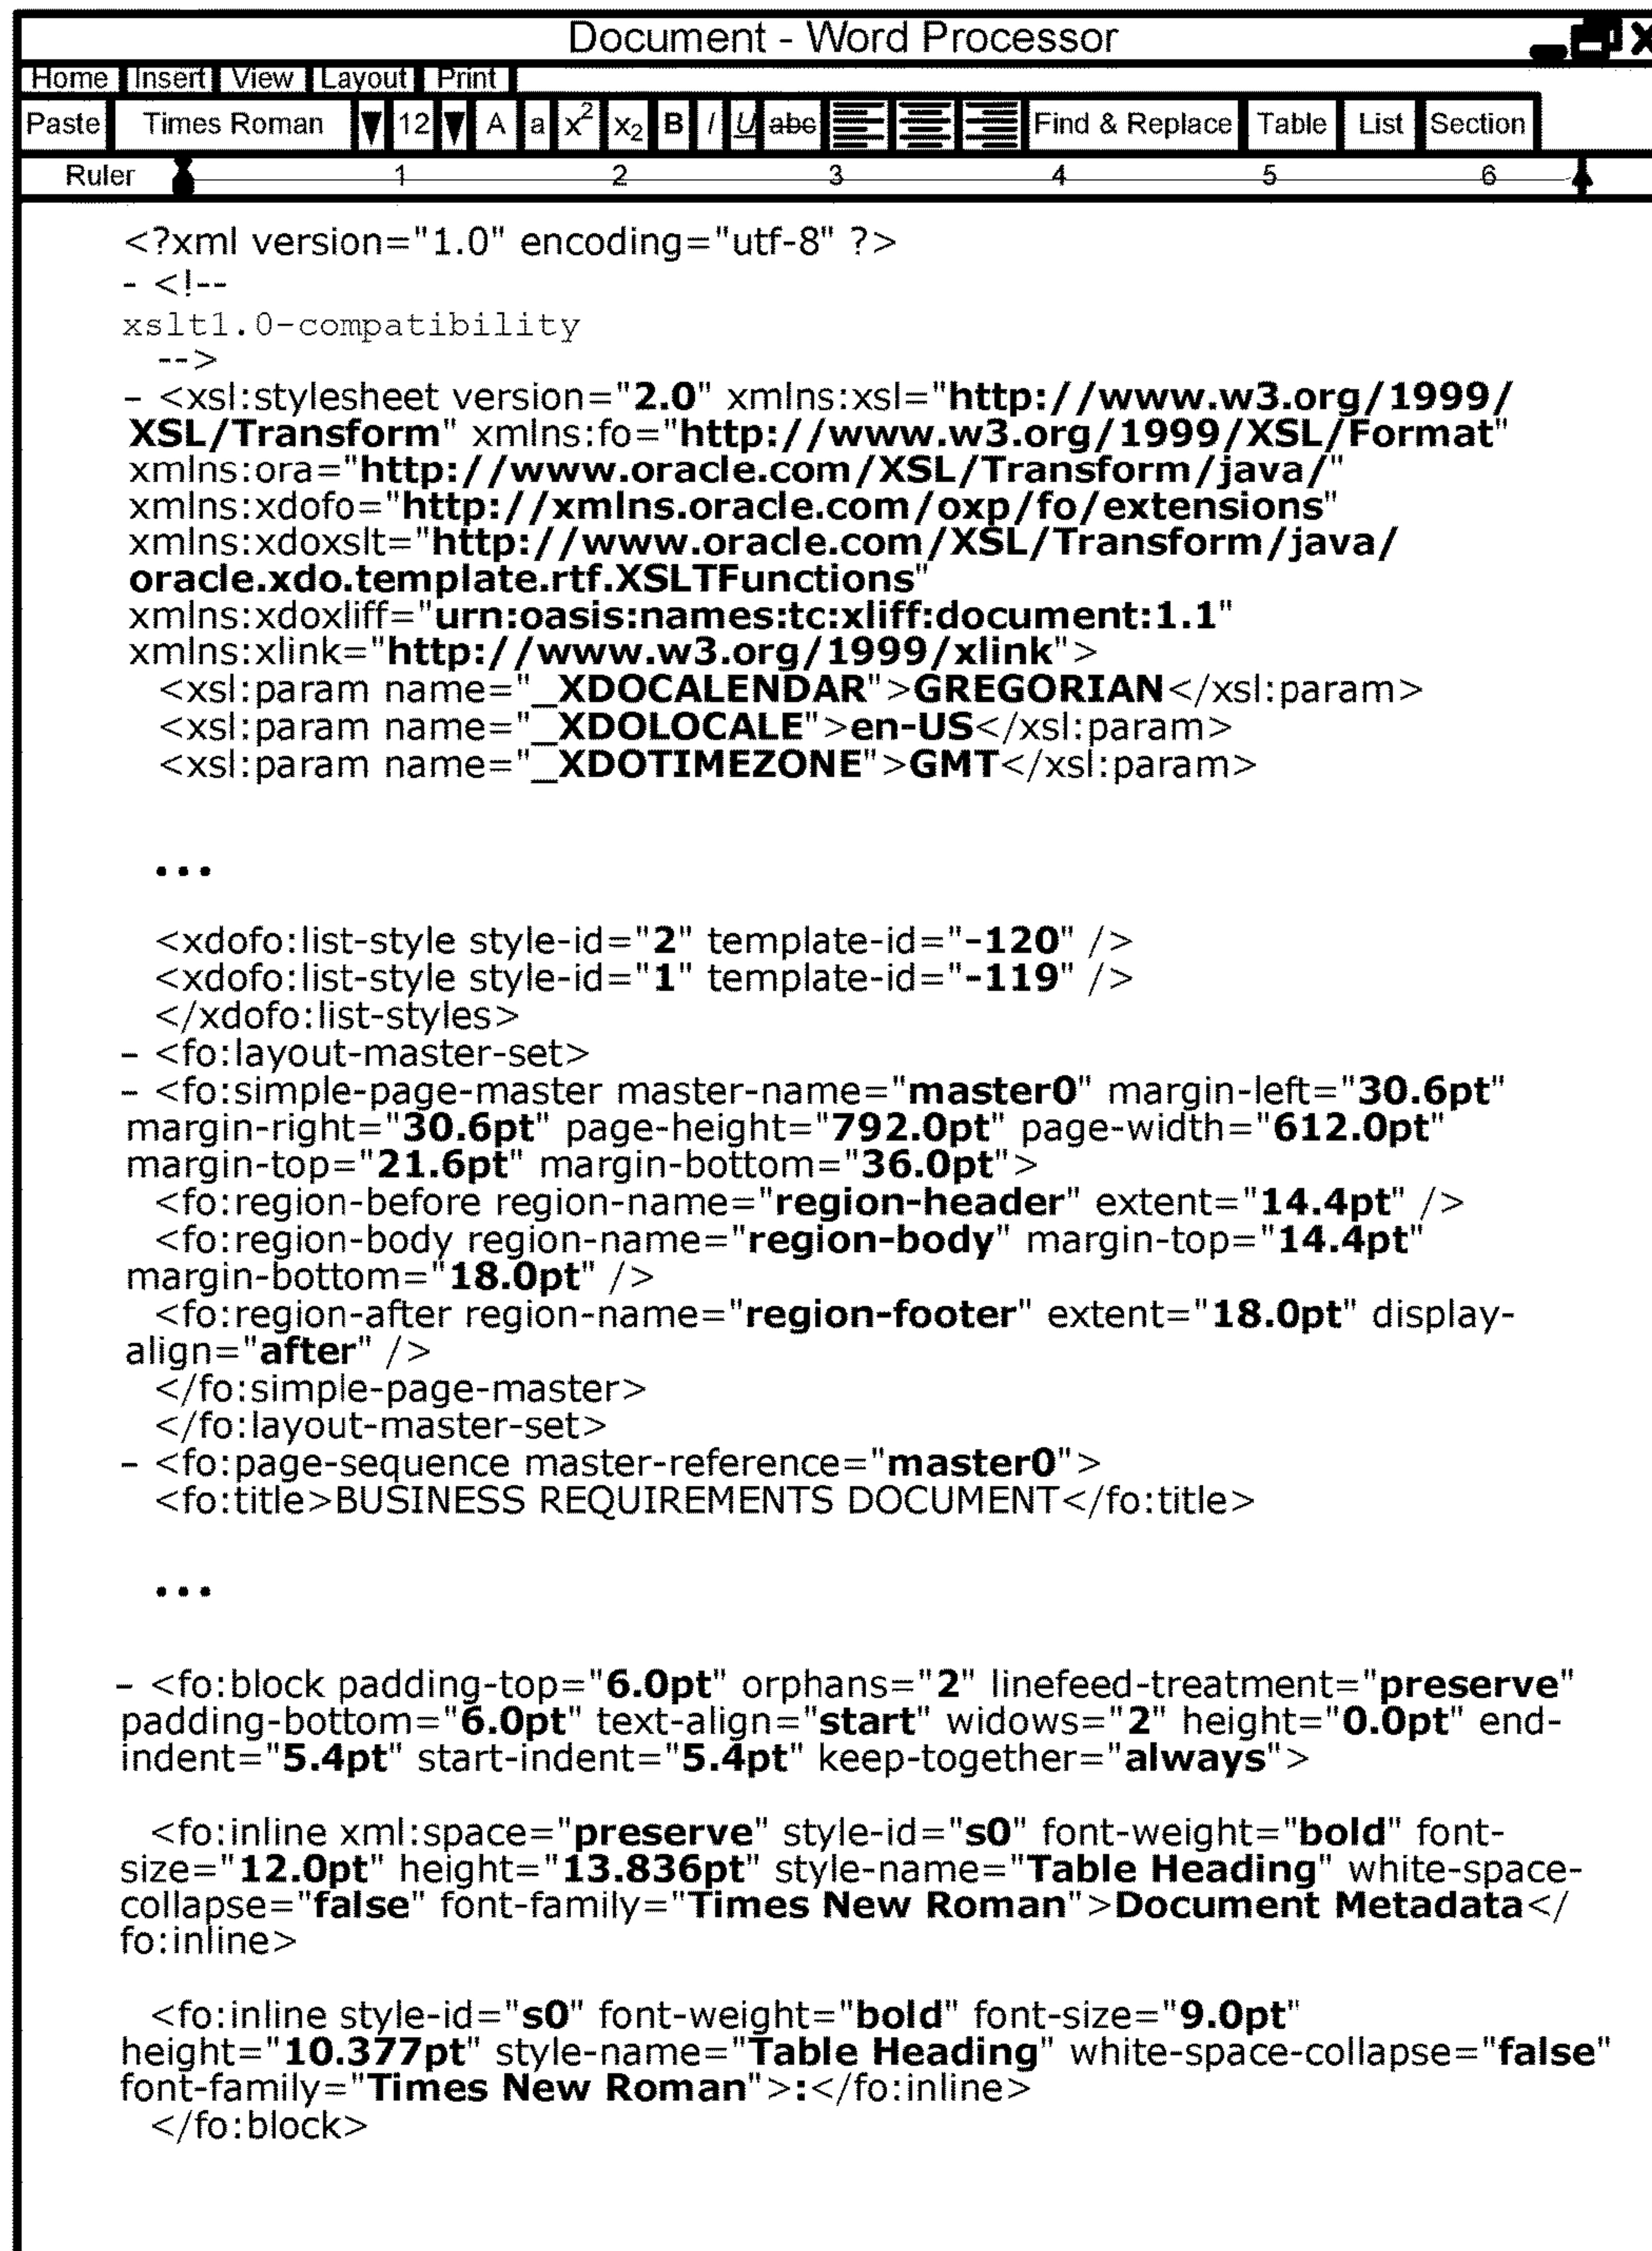 Document - Word Processor
Home Insert View Layout Print
Paste Times Roman 12 A a x² x₂ B I U abc Find & Replace Table List Section
Ruler 1 2 3 4 5 6
<?xml version="1.0" encoding="utf-8" ?>
- <!--
xslt1.0-compatibility
-->
- <xsl:stylesheet version="2.0" xmlns:xsl="http://www.w3.org/1999/
XSL/Transform" xmlns:fo="http://www.w3.org/1999/XSL/Format"
xmlns:ora="http://www.oracle.com/XSL/Transform/java/"
xmlns:xdofo="http://xmlns.oracle.com/oxp/fo/extensions"
xmlns:xdoxslt="http://www.oracle.com/XSL/Transform/java/
oracle.xdo.template.rtf.XSLTFunctions"
xmlns:xdoxliff="urn:oasis:names:tc:xliff:document:1.1"
xmlns:xlink="http://www.w3.org/1999/xlink">
<xsl:param name="_XDOCALENDAR">GREGORIAN</xsl:param>
<xsl:param name="_XDOLOCALE">en-US</xsl:param>
<xsl:param name="_XDOTIMEZONE">GMT</xsl:param>
...
<xdofo:list-style style-id="2" template-id="-120" />
<xdofo:list-style style-id="1" template-id="-119" />
</xdofo:list-styles>
- <fo:layout-master-set>
- <fo:simple-page-master master-name="master0" margin-left="30.6pt"
margin-right="30.6pt" page-height="792.0pt" page-width="612.0pt"
margin-top="21.6pt" margin-bottom="36.0pt">
<fo:region-before region-name="region-header" extent="14.4pt" />
<fo:region-body region-name="region-body" margin-top="14.4pt"
margin-bottom="18.0pt" />
<fo:region-after region-name="region-footer" extent="18.0pt" display-
align="after" />
</fo:simple-page-master>
</fo:layout-master-set>
- <fo:page-sequence master-reference="master0">
<fo:title>BUSINESS REQUIREMENTS DOCUMENT</fo:title>
...
- <fo:block padding-top="6.0pt" orphans="2" linefeed-treatment="preserve"
padding-bottom="6.0pt" text-align="start" widows="2" height="0.0pt" end-
indent="5.4pt" start-indent="5.4pt" keep-together="always">
<fo:inline xml:space="preserve" style-id="s0" font-weight="bold" font-
size="12.0pt" height="13.836pt" style-name="Table Heading" white-space-
collapse="false" font-family="Times New Roman">Document Metadata</
fo:inline>
<fo:inline style-id="s0" font-weight="bold" font-size="9.0pt"
height="10.377pt" style-name="Table Heading" white-space-collapse="false"
font-family="Times New Roman">:</fo:inline>
</fo:block>